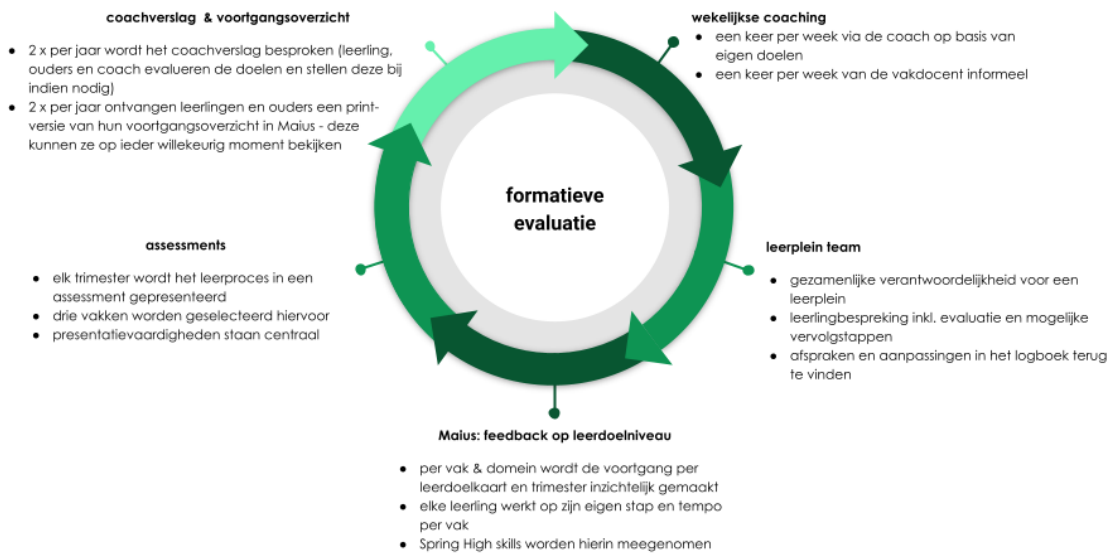 coachverslag & voortgangsoverzicht
● 2 x per jaar wordt het coachverslag besproken (leerling,
ouders en coach evalueren de doelen en stellen deze bij
indien nodig)
● 2 x per jaar ontvangen leerlingen en ouders een print-
versie van hun voortgangsoverzicht in Maius - deze
kunnen ze op ieder willekeurig moment bekijken
wekelijkse coaching
● een keer per week via de coach op basis van
eigen doelen
● een keer per week van de vakdocent informeel
formatieve
evaluatie
assessments
● elk trimester wordt het leerproces in een
assessment gepresenteerd
● drie vakken worden geselecteerd hiervoor
● presentatievaardigheden staan centraal
leerplein team
● gezamenlijke verantwoordelijkheid voor een
leerplein
● leerlingbespreking inkl. evaluatie en mogelijke
vervolgstappen
● afspraken en aanpassingen in het logboek terug
te vinden
Maius: feedback op leerdoelniveau
● per vak & domein wordt de voortgang per
leerdoelkaart en trimester inzichtelijk gemaakt
● elke leerling werkt op zijn eigen stap en tempo
per vak
● Spring High skills worden hierin meegenomen